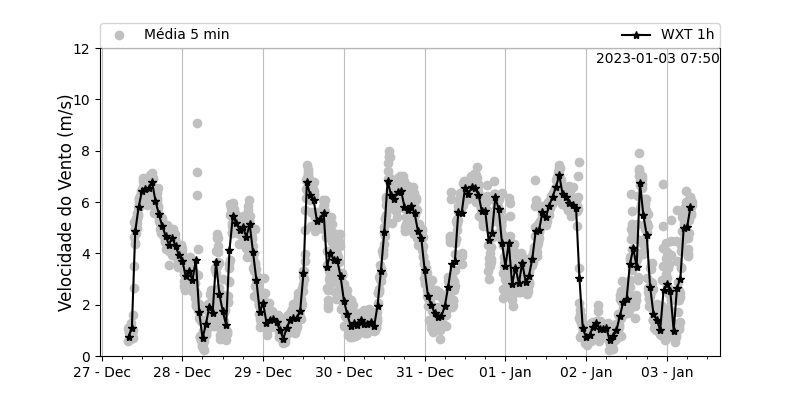 Média 5 min WXT 1h
2023-01-03 07:50
Velocidade do Vento (m/s)
12
10
8
6
4
2
0
27 - Dec 28 - Dec 29 - Dec 30 - Dec 31 - Dec 01 - Jan 02 - Jan 03 - Jan